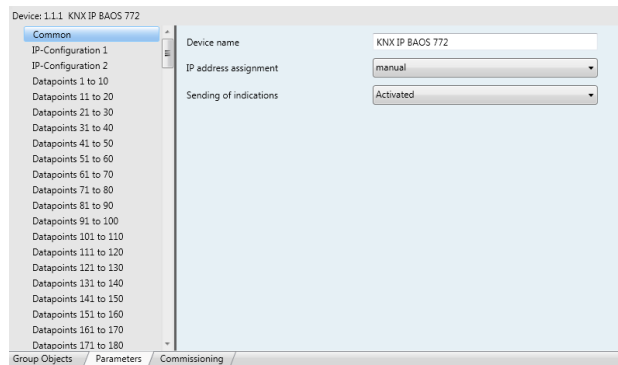 Device: 1.1.1 KNX IP BAOS 772
Common
IP-Configuration 1
IP-Configuration 2
Datapoints 1 to 10
Datapoints 11 to 20
Datapoints 21 to 30
Datapoints 31 to 40
Datapoints 41 to 50
Datapoints 51 to 60
Datapoints 61 to 70
Datapoints 71 to 80
Datapoints 81 to 90
Datapoints 91 to 100
Datapoints 101 to 110
Datapoints 111 to 120
Datapoints 121 to 130
Datapoints 131 to 140
Datapoints 141 to 150
Datapoints 151 to 160
Datapoints 161 to 170
Datapoints 171 to 180
Device name KNX IP BAOS 772
IP address assignment manual
Sending of indications Activated
Group Objects Parameters Commissioning